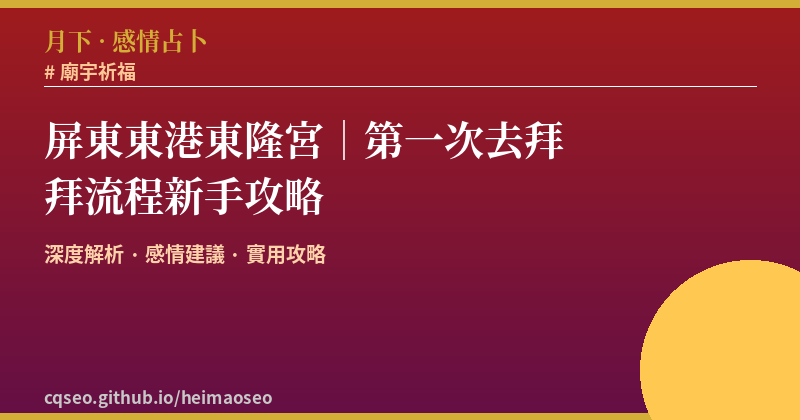 月下 · 感情占卜
# 廟宇祈福
屏東東港東隆宮｜第一次去拜
拜流程新手攻略
深度解析 · 感情建議 · 實用攻略
cqseo.github.io/heimaoseo